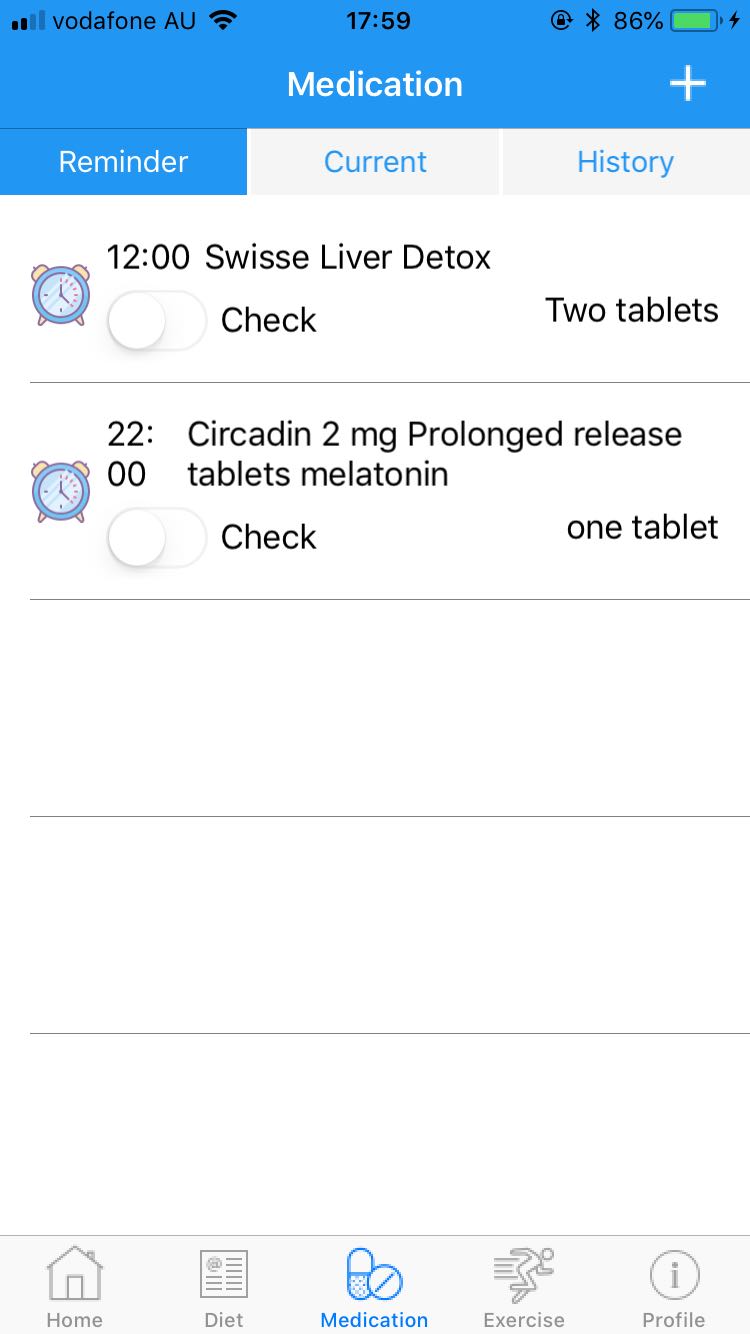 vodafone AU 17:59 86%
Medication +
Reminder Current History
12:00 Swisse Liver Detox
Check Two tablets
22: Circadin 2 mg Prolonged release
00 tablets melatonin
Check one tablet
Home Diet Medication Exercise Profile